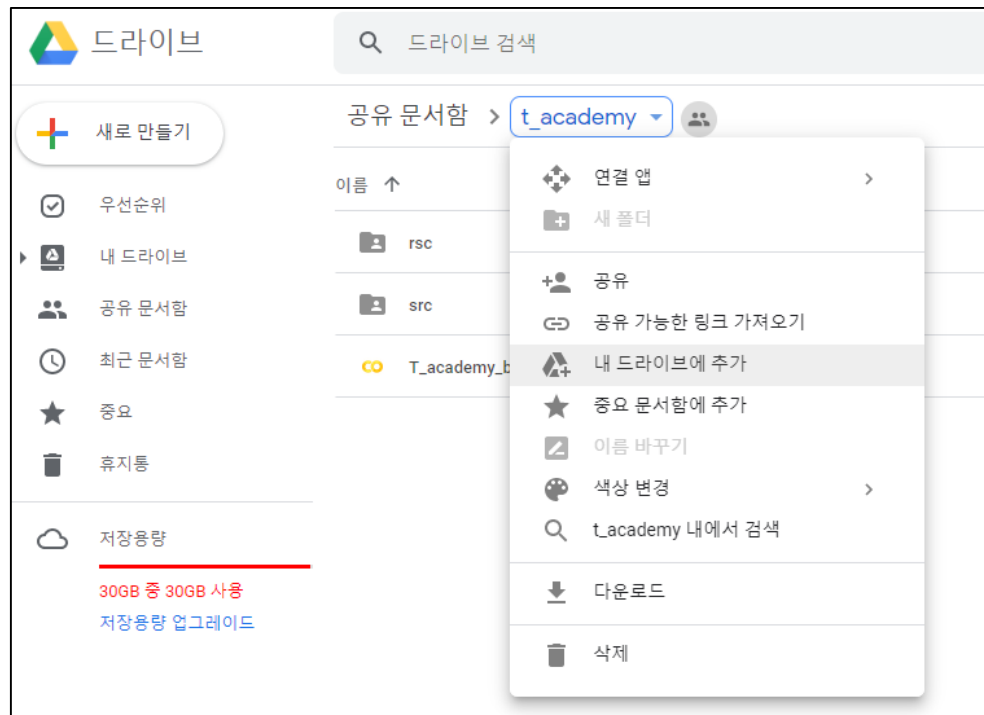 드라이브
드라이브 검색
새로 만들기
우선순위
내 드라이브
공유 문서함
최근 문서함
중요
휴지통
저장용량
30GB 중 30GB 사용
저장용량 업그레이드
공유 문서함 > t_academy
이름
rsc
src
T_academy_b
연결 앱
새 폴더
공유
공유 가능한 링크 가져오기
내 드라이브에 추가
중요 문서함에 추가
이름 바꾸기
색상 변경
t_academy 내에서 검색
다운로드
삭제